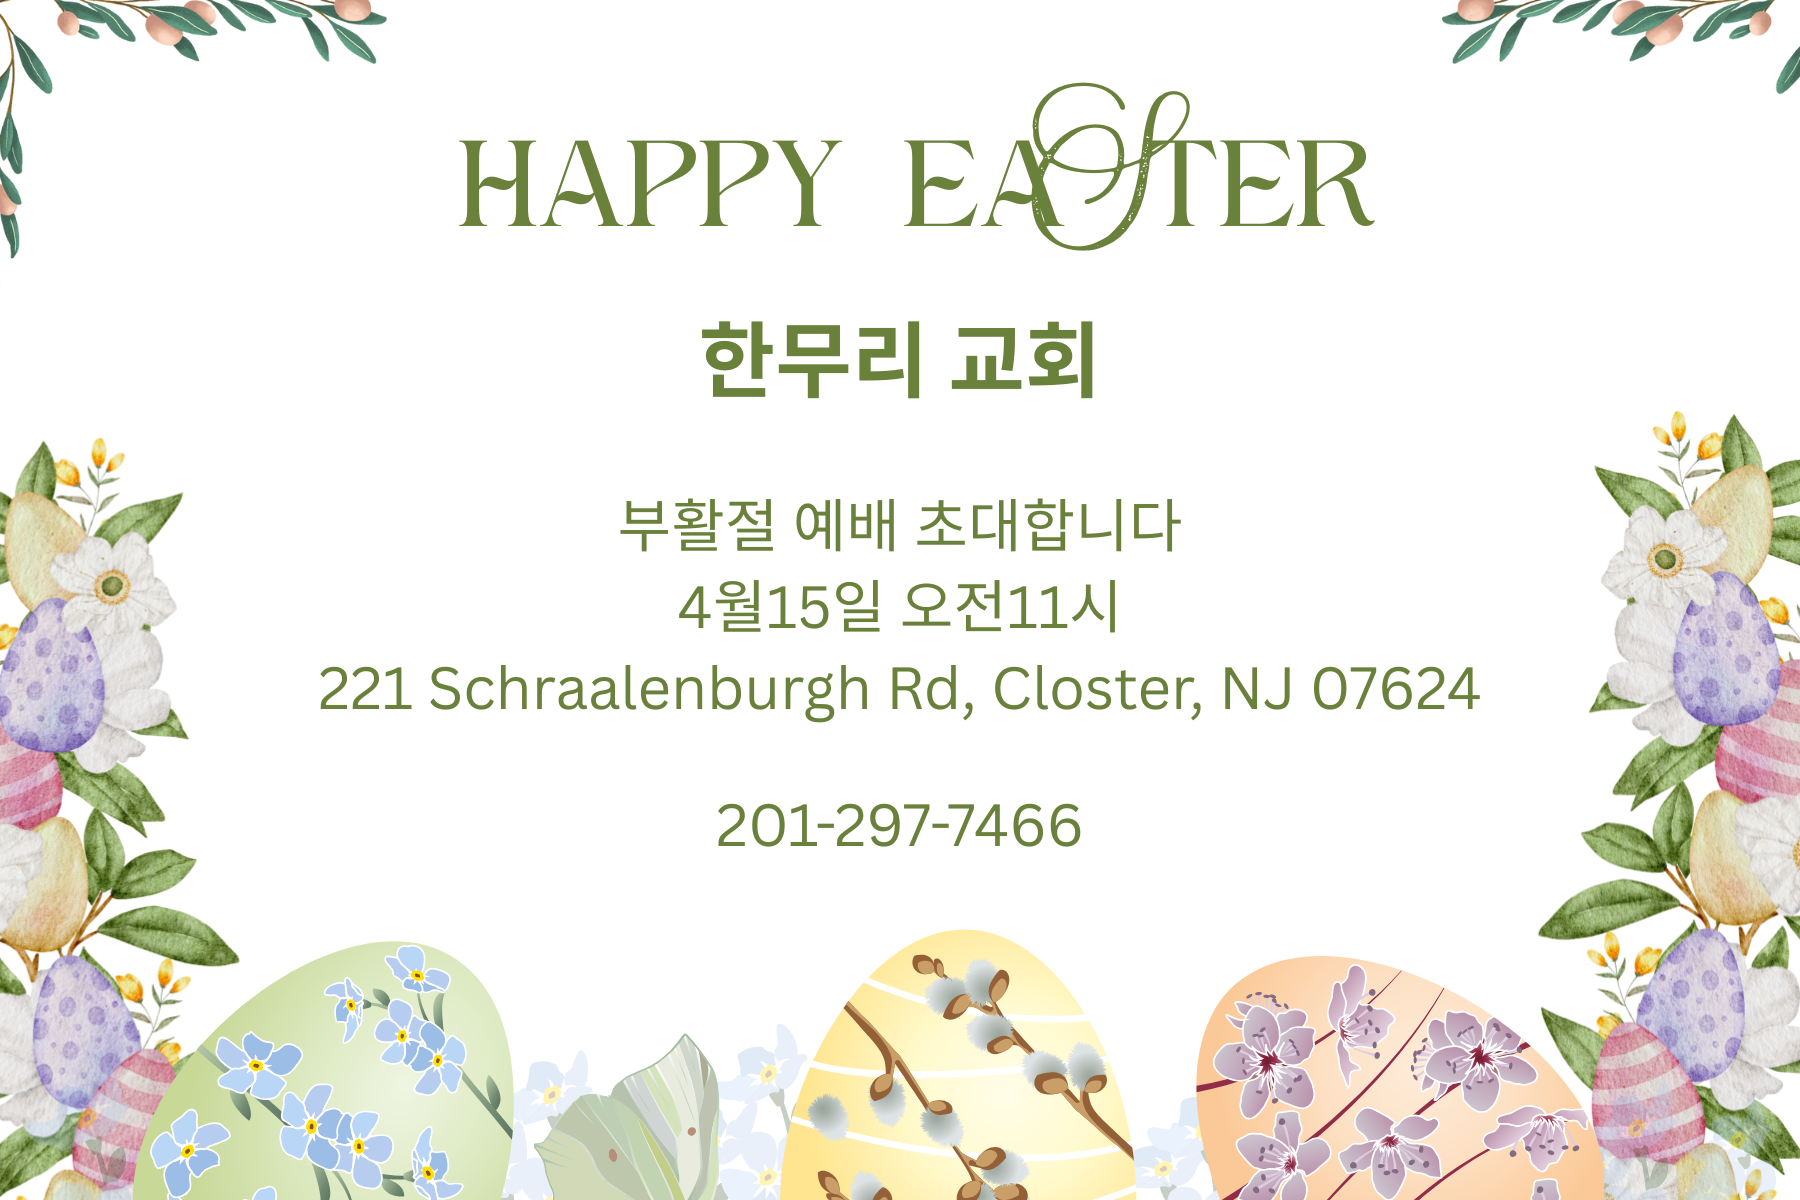 HAPPY EASTER
한무리 교회
부활절 예배 초대합니다
4월15일 오전11시
221 Schraalenburgh Rd, Closter, NJ 07624
201-297-7466